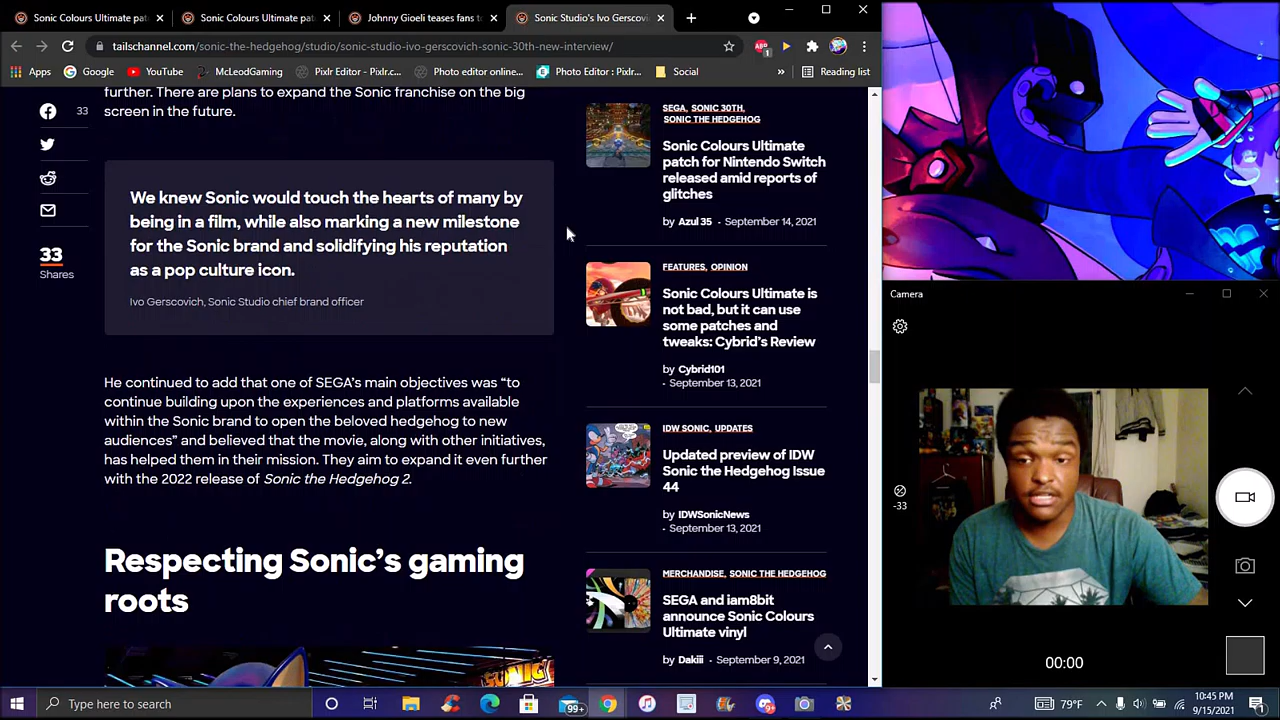 Sonic Colours Ultimate pat
Sonic Colours Ultimate pat
Johnny Gioeli teases fans to
Sonic Studio's Ivo Gerscovi
tailschannel.com/sonic-the-hedgehog/studio/sonic-studio-ivo-gerscovich-sonic-30th-new-interview/
Apps
Google
YouTube
McLeodGaming
Pixlr Editor - Pixlr.c...
Photo editor online...
Photo Editor : Pixlr...
Social
»
Reading list
further. There are plans to expand the Sonic franchise on the big
screen in the future.
33
We knew Sonic would touch the hearts of many by
being in a film, while also marking a new milestone
for the Sonic brand and solidifying his reputation
as a pop culture icon.
Ivo Gerscovich, Sonic Studio chief brand officer
33
Shares
He continued to add that one of SEGA's main objectives was “to
continue building upon the experiences and platforms available
within the Sonic brand to open the beloved hedgehog to new
audiences” and believed that the movie, along with other initiatives,
has helped them in their mission. They aim to expand it even further
with the 2022 release of Sonic the Hedgehog 2.
Respecting Sonic's gaming
roots
SEGA, SONIC 30TH,
SONIC THE HEDGEHOG
Sonic Colours Ultimate
patch for Nintendo Switch
released amid reports of
glitches
by Azul 35 - September 14, 2021
FEATURES, OPINION
Sonic Colours Ultimate is
not bad, but it can use
some patches and
tweaks: Cybrid's Review
by Cybrid101
- September 13, 2021
IDW SONIC, UPDATES
Updated preview of IDW
Sonic the Hedgehog Issue
44
by IDWSonicNews
- September 13, 2021
MERCHANDISE, SONIC THE HEDGEHOG
SEGA and iam8bit
announce Sonic Colours
Ultimate vinyl
by Dakiii - September 9, 2021
Camera
-33
00:00
Type here to search
99+
79°F
10:45 PM
9/15/2021